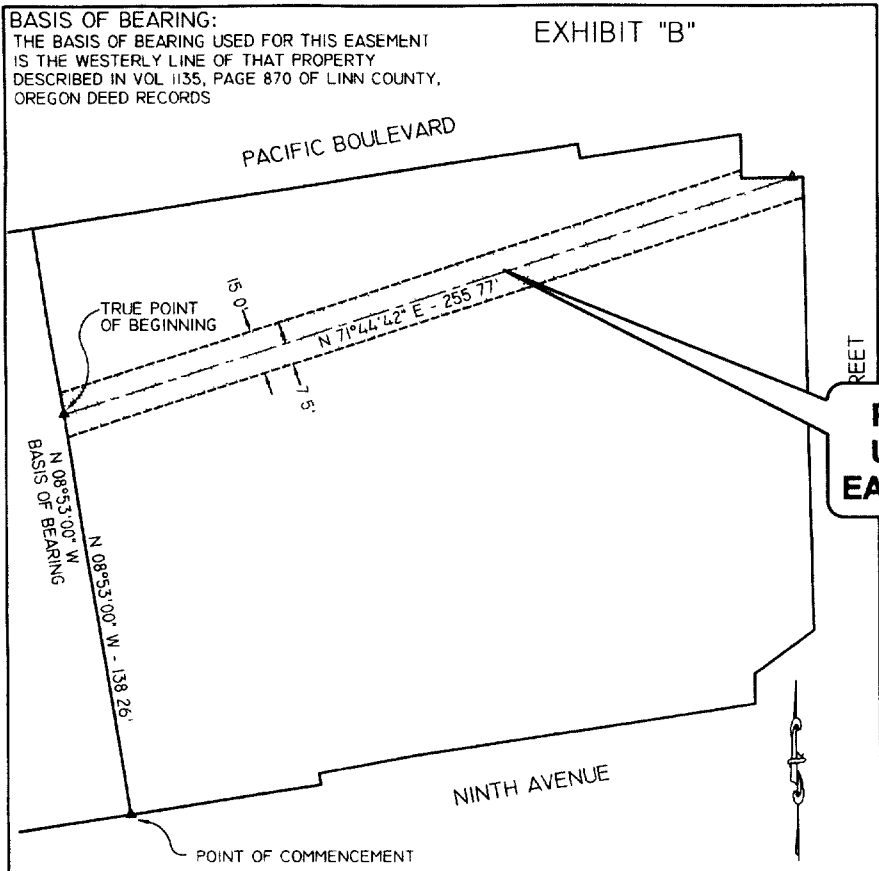 BASIS OF BEARING:
THE BASIS OF BEARING USED FOR THIS EASEMENT
IS THE WESTERLY LINE OF THAT PROPERTY
DESCRIBED IN VOL 1135, PAGE 870 OF LINN COUNTY,
OREGON DEED RECORDS
EXHIBIT "B"
PACIFIC BOULEVARD
TRUE POINT
OF BEGINNING
15 0'
N 71°44'42" E - 255 77'
7 5'
REET
U
EA
N 08°53'00" W
BASIS OF BEARING
N 08°53'00" W - 138 26'
NINTH AVENUE
POINT OF COMMENCEMENT